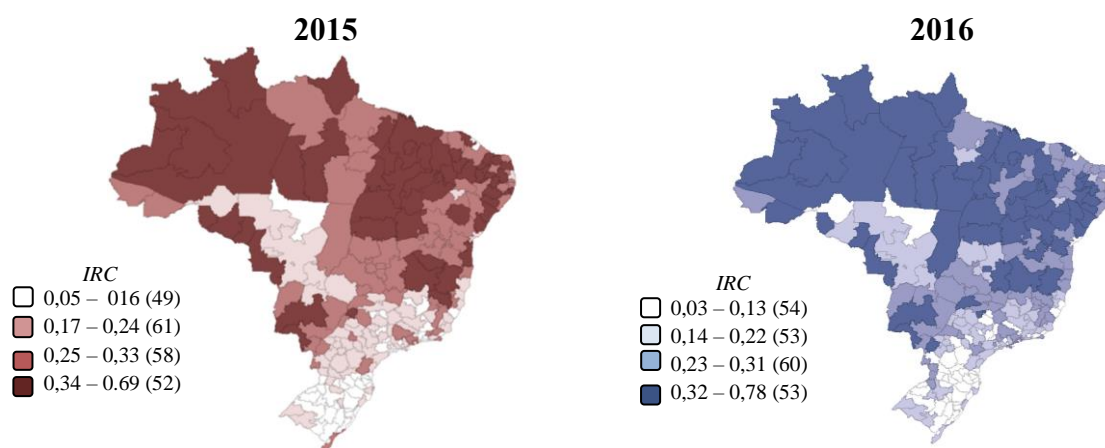 2015
IRC
0,05 – 016 (49)
0,17 – 0,24 (61)
0,25 – 0,33 (58)
0,34 – 0.69 (52)
2016
IRC
0,03 – 0,13 (54)
0,14 – 0,22 (53)
0,23 – 0,31 (60)
0,32 – 0,78 (53)